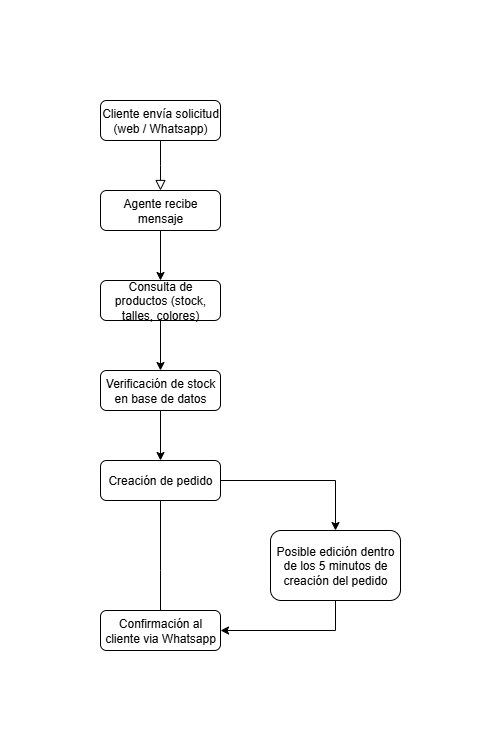 Cliente envía solicitud
(web / Whatsapp)
Agente recibe
mensaje
Consulta de
productos (stock,
talles, colores)
Verificación de stock
en base de datos
Creación de pedido
Posible edición dentro
de los 5 minutos de
creación del pedido
Confirmación al
cliente via Whatsapp